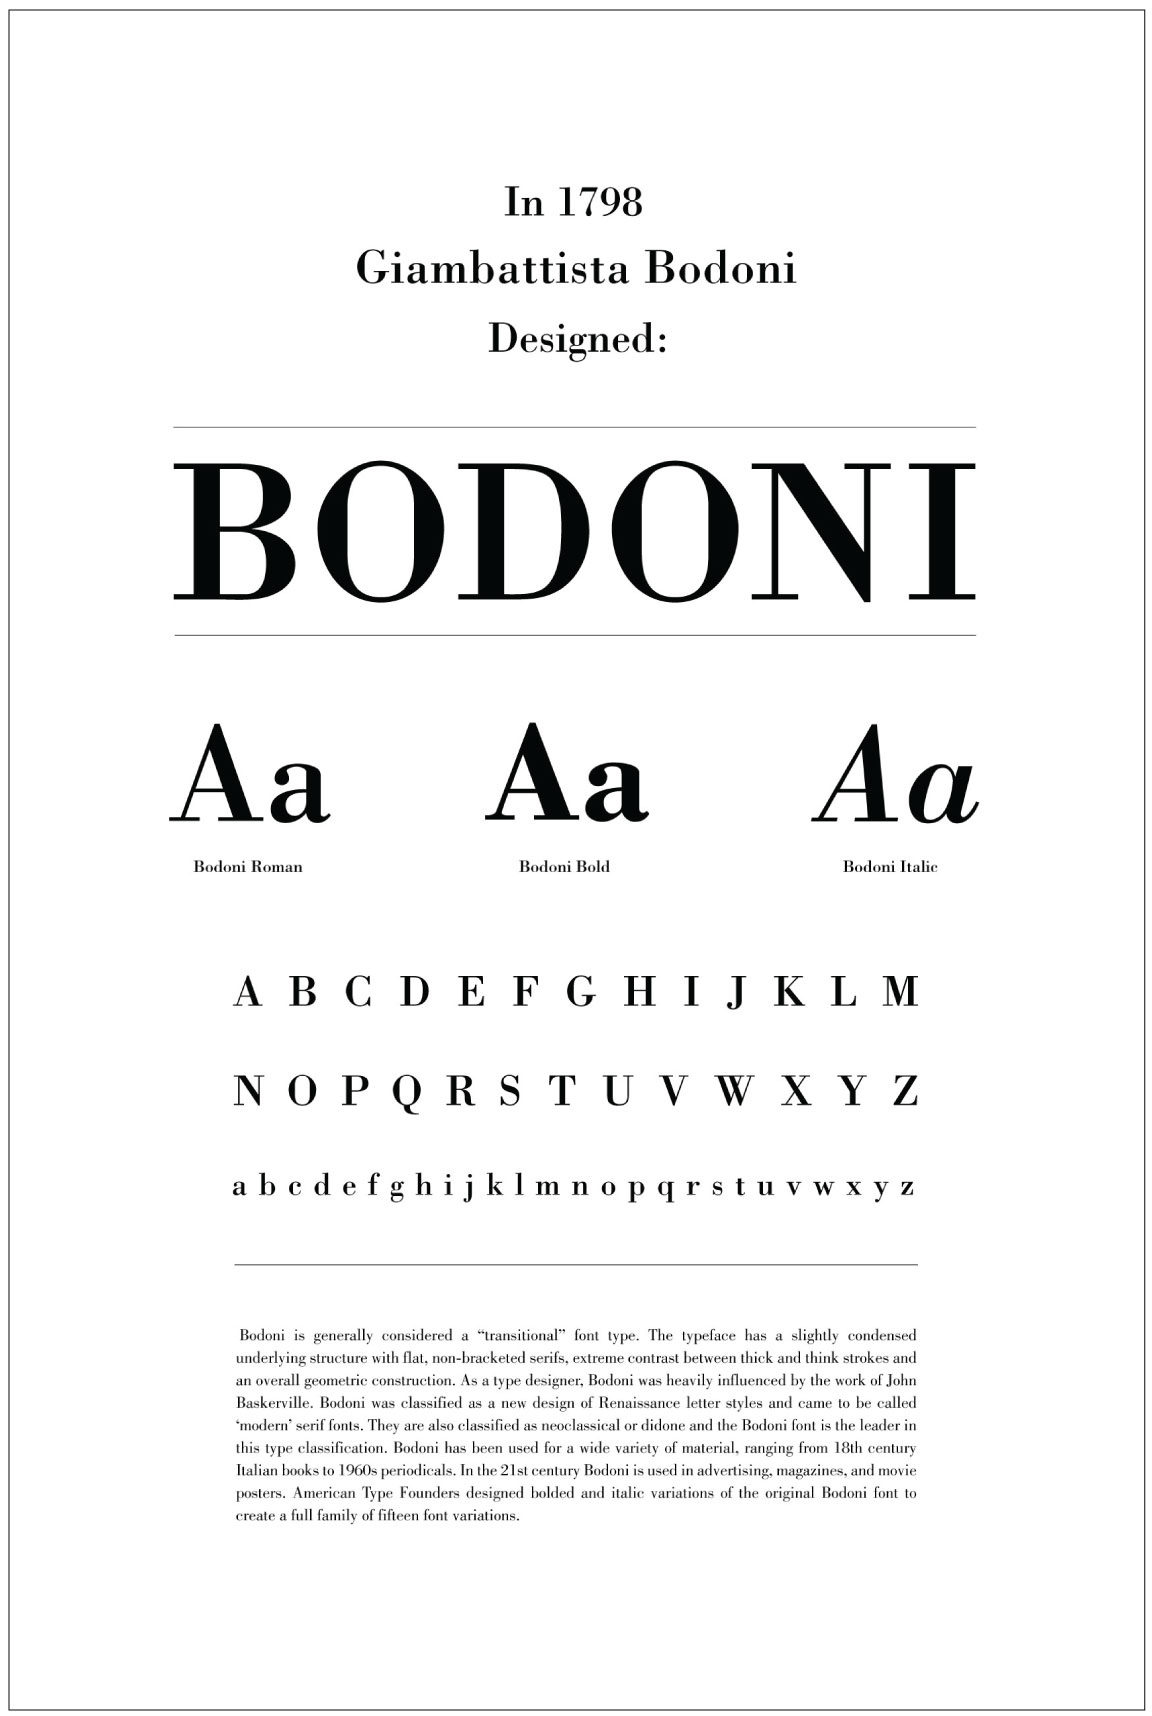 In 1798
Giambattista Bodoni
Designed:
BODONI
Aa Aa Aa
Bodoni Roman Bodoni Bold Bodoni Italic
A B C D E F G H I J K L M
N O P Q R S T U V W X Y Z
a b c d e f g h i j k l m n o p q r s t u v w x y z
Bodoni is generally considered a “transitional” font type. The typeface has a slightly condensed
underlying structure with flat, non-bracketed serifs, extreme contrast between thick and think strokes and
an overall geometric construction. As a type designer, Bodoni was heavily influenced by the work of John
Baskerville. Bodoni was classified as a new design of Renaissance letter styles and came to be called
‘modern’ serif fonts. They are also classified as neoclassical or didone and the Bodoni font is the leader in
this type classification. Bodoni has been used for a wide variety of material, ranging from 18th century
Italian books to 1960s periodicals. In the 21st century Bodoni is used in advertising, magazines, and movie
posters. American Type Founders designed bolded and italic variations of the original Bodoni font to
create a full family of fifteen font variations.